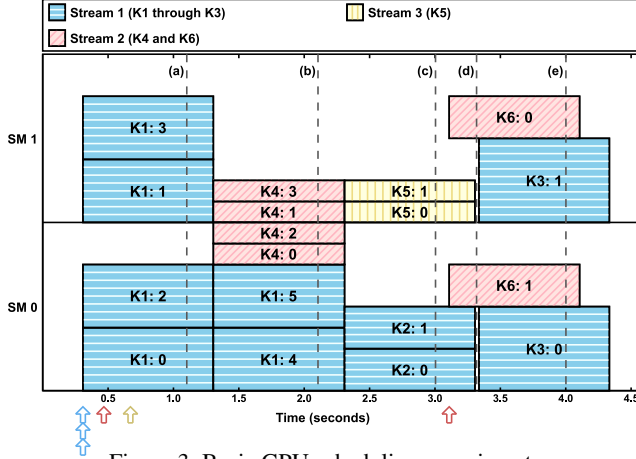 Stream 1 (K1 through K3) Stream 3 (K5)
Stream 2 (K4 and K6)
(a) (b) (c) (d) (e)
K1: 3 K6: 0
SM 1
K1: 1 K4: 3 K5: 1 K3: 1
K4: 1 K5: 0
K4: 2
K4: 0
K1: 2 K1: 5 K6: 1
SM 0
K2: 1
K1: 0 K1: 4 K2: 0 K3: 0
0.5 1.0 1.5 2.0 2.5 3.0 3.5 4.0 4.5
Time (seconds)